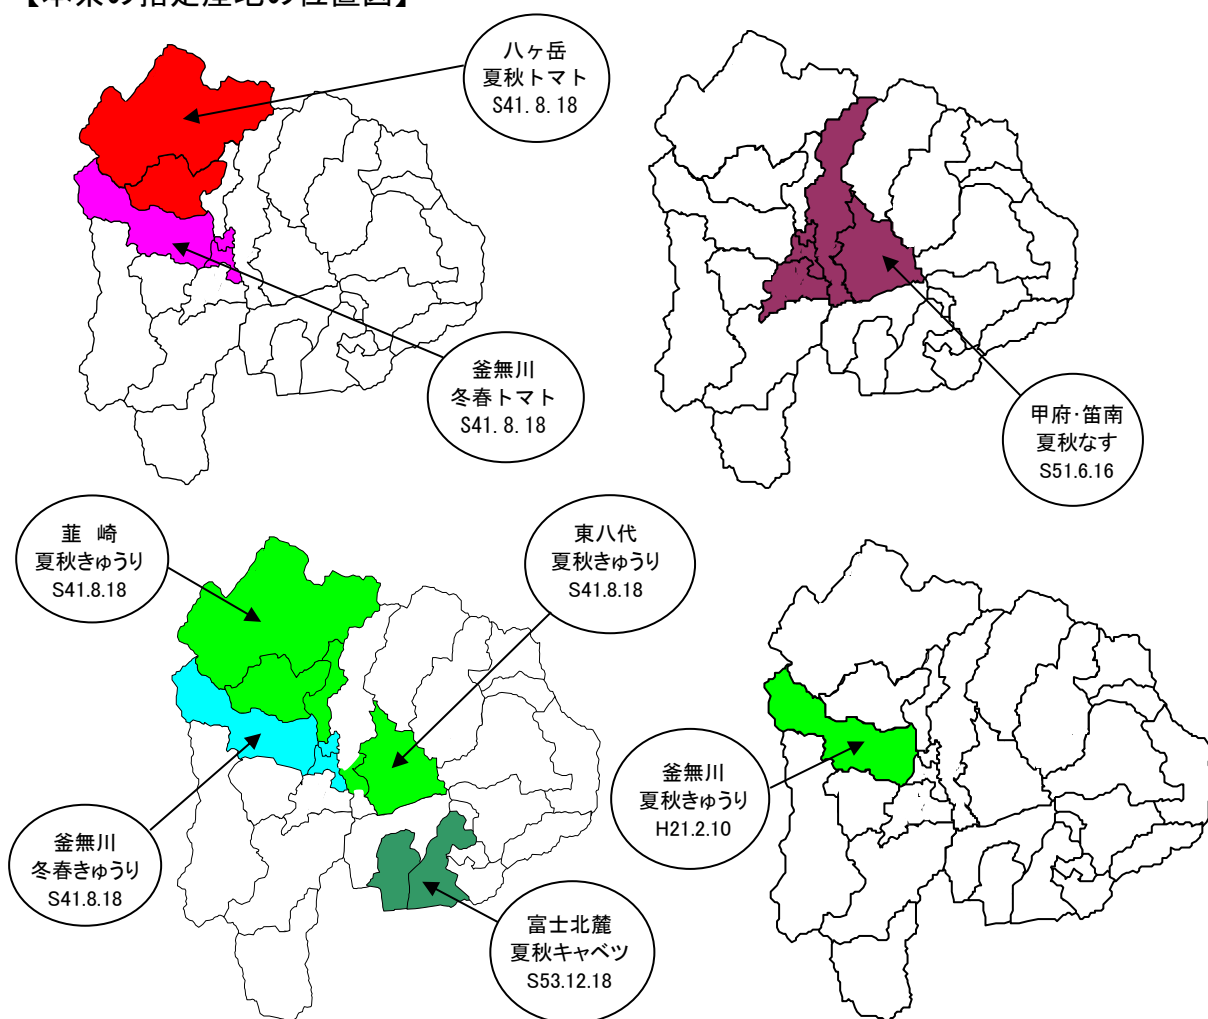 【本県の指定産地の位置図】
八ヶ岳
夏秋トマト
S41.8.18
釜無川
冬春トマト
S41.8.18
甲府・笛南
夏秋なす
S51.6.16
韮 崎
夏秋きゅうり
S41.8.18
東八代
夏秋きゅうり
S41.8.18
釜無川
夏秋きゅうり
H21.2.10
釜無川
冬春きゅうり
S41.8.18
富士北麓
夏秋キャベツ
S53.12.18